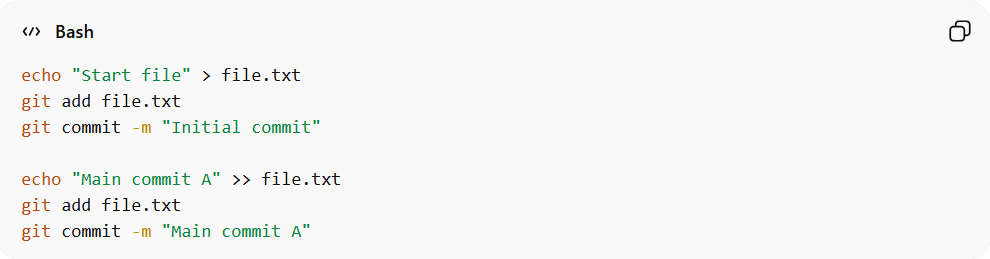 Bash
echo "Start file" > file.txt
git add file.txt
git commit -m "Initial commit"
echo "Main commit A" >> file.txt
git add file.txt
git commit -m "Main commit A"